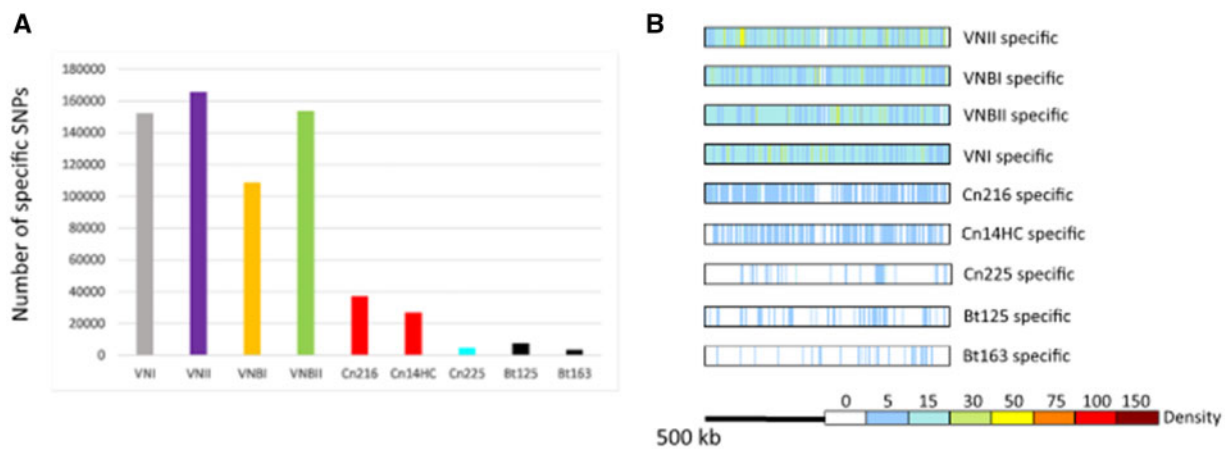 A
Number of specific SNPs
180000
160000
140000
120000
100000
80000
60000
40000
20000
0
VNI VNII VNBI VNBII Cn216 Cn14HC Cn225 Bt125 Bt163
B
VNII specific
VNBI specific
VNBII specific
VNI specific
Cn216 specific
Cn14HC specific
Cn225 specific
Bt125 specific
Bt163 specific
0 5 15 30 50 75 100 150
Density
500 kb